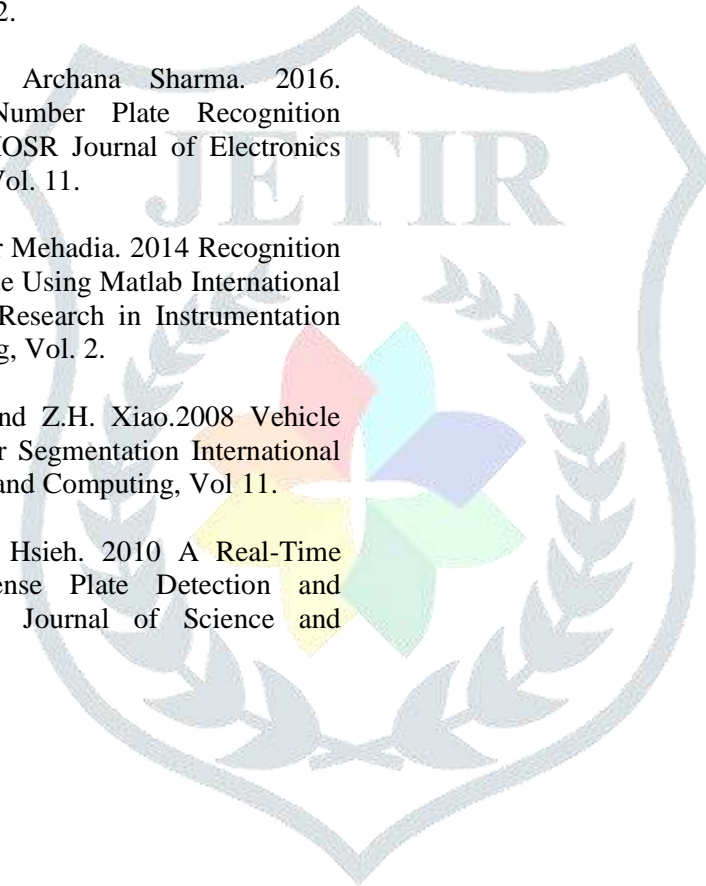 2.
Archana Sharma. 2016.
Number Plate Recognition
IOSR Journal of Electronics
Vol. 11.
r Mehadia. 2014 Recognition
e Using Matlab International
Research in Instrumentation
g, Vol. 2.
nd Z.H. Xiao.2008 Vehicle
r Segmentation International
and Computing, Vol 11.
Hsieh. 2010 A Real-Time
ense Plate Detection and
Journal of Science and
JETIR